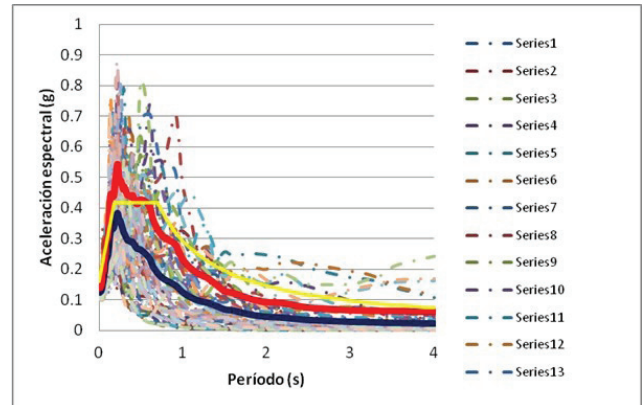 Aceleración espectral (g)
1
0.9
0.8
0.7
0.6
0.5
0.4
0.3
0.2
0.1
0
0 1 2 3 4
Período (s)
Series1
Series2
Series3
Series4
Series5
Series6
Series7
Series8
Series9
Series10
Series11
Series12
Series13